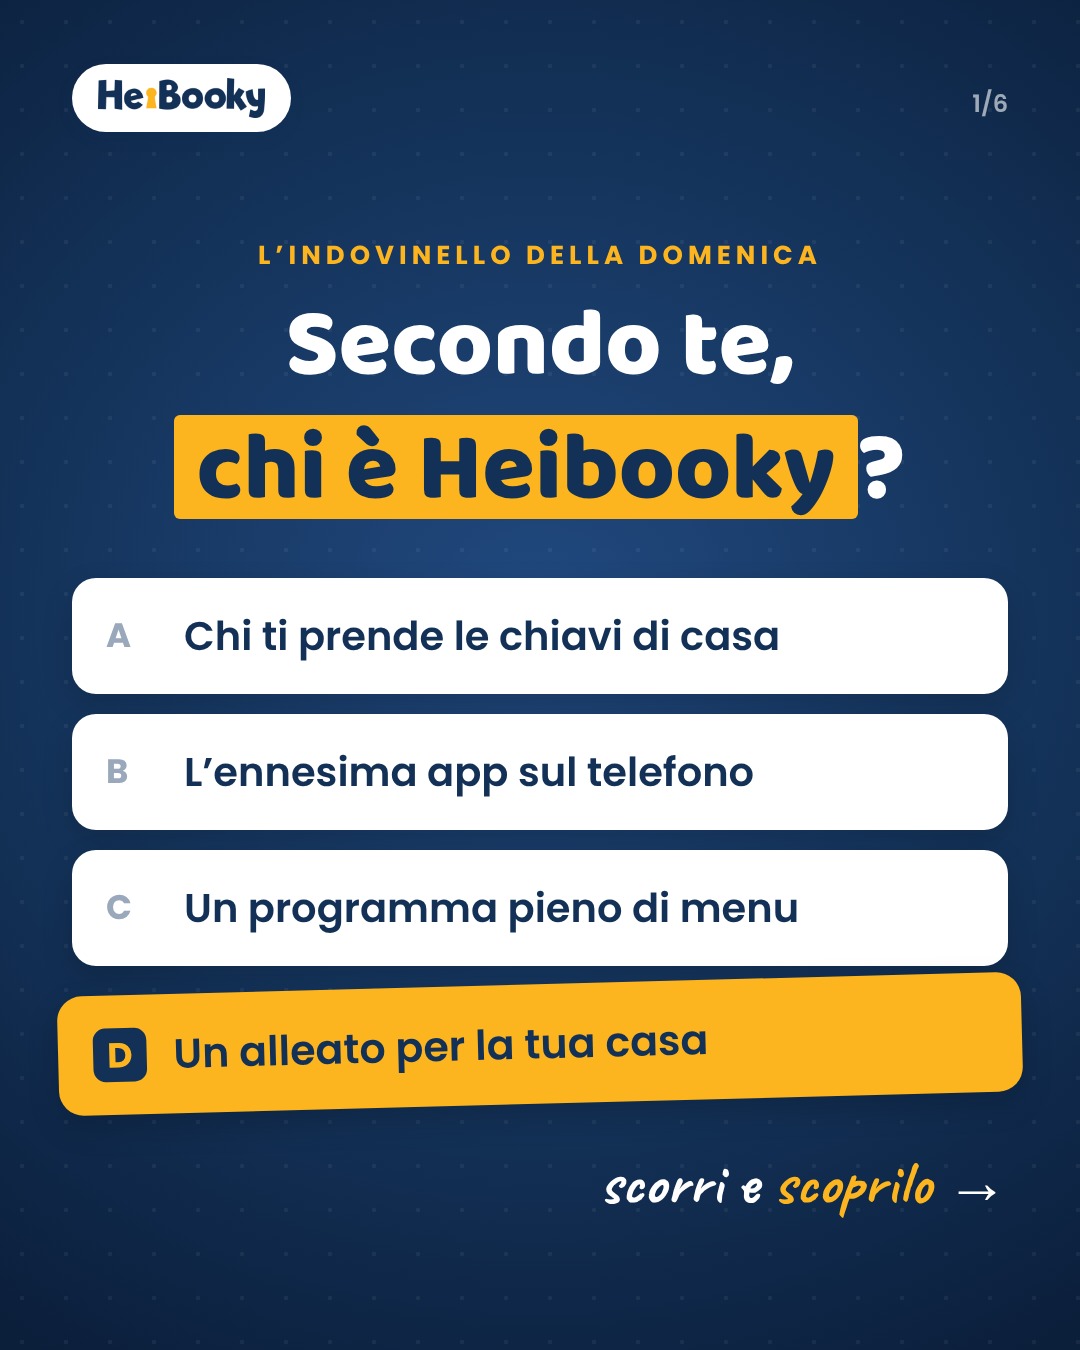 HeiBooky
1/6
L’INDOVINELLO DELLA DOMENICA
Secondo te,
chi è Heibooky?
A Chi ti prende le chiavi di casa
B L’ennesima app sul telefono
C Un programma pieno di menu
D Un alleato per la tua casa
scorri e scoprilo →